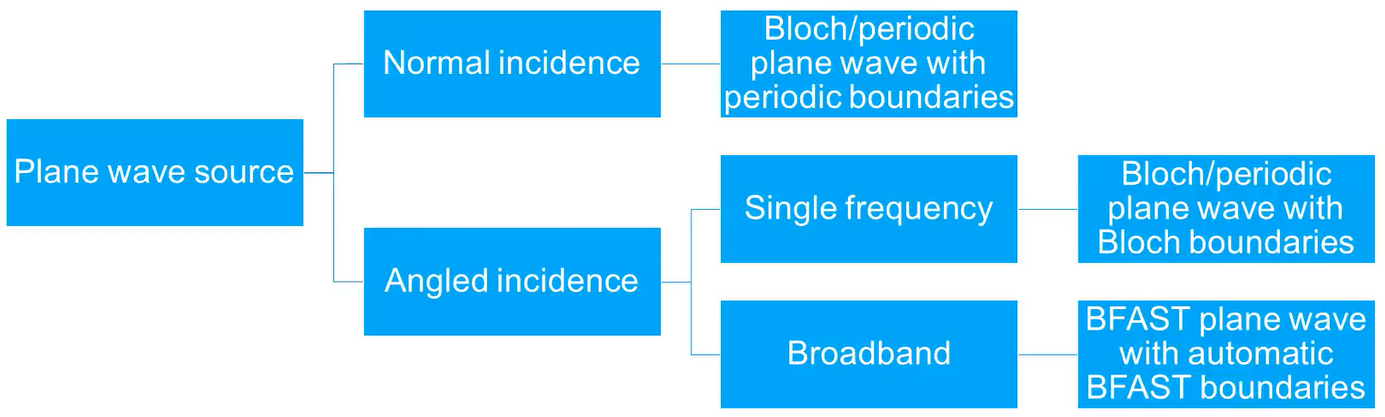 Plane wave source
Normal incidence
Bloch/periodic
plane wave with
periodic boundaries
Angled incidence
Single frequency
Bloch/periodic
plane wave with
Bloch boundaries
Broadband
BFAST plane wave
with automatic
BFAST boundaries